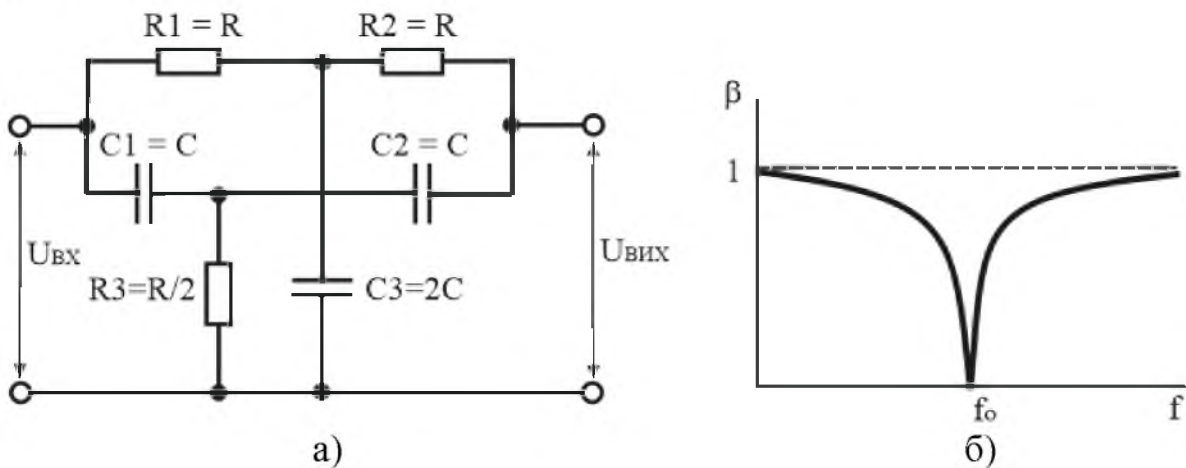 R1 = R
R2 = R
C1 = C
C2 = C
Uвх
R3=R/2
C3=2C
Uвих
а)
β
1
fo
f
б)